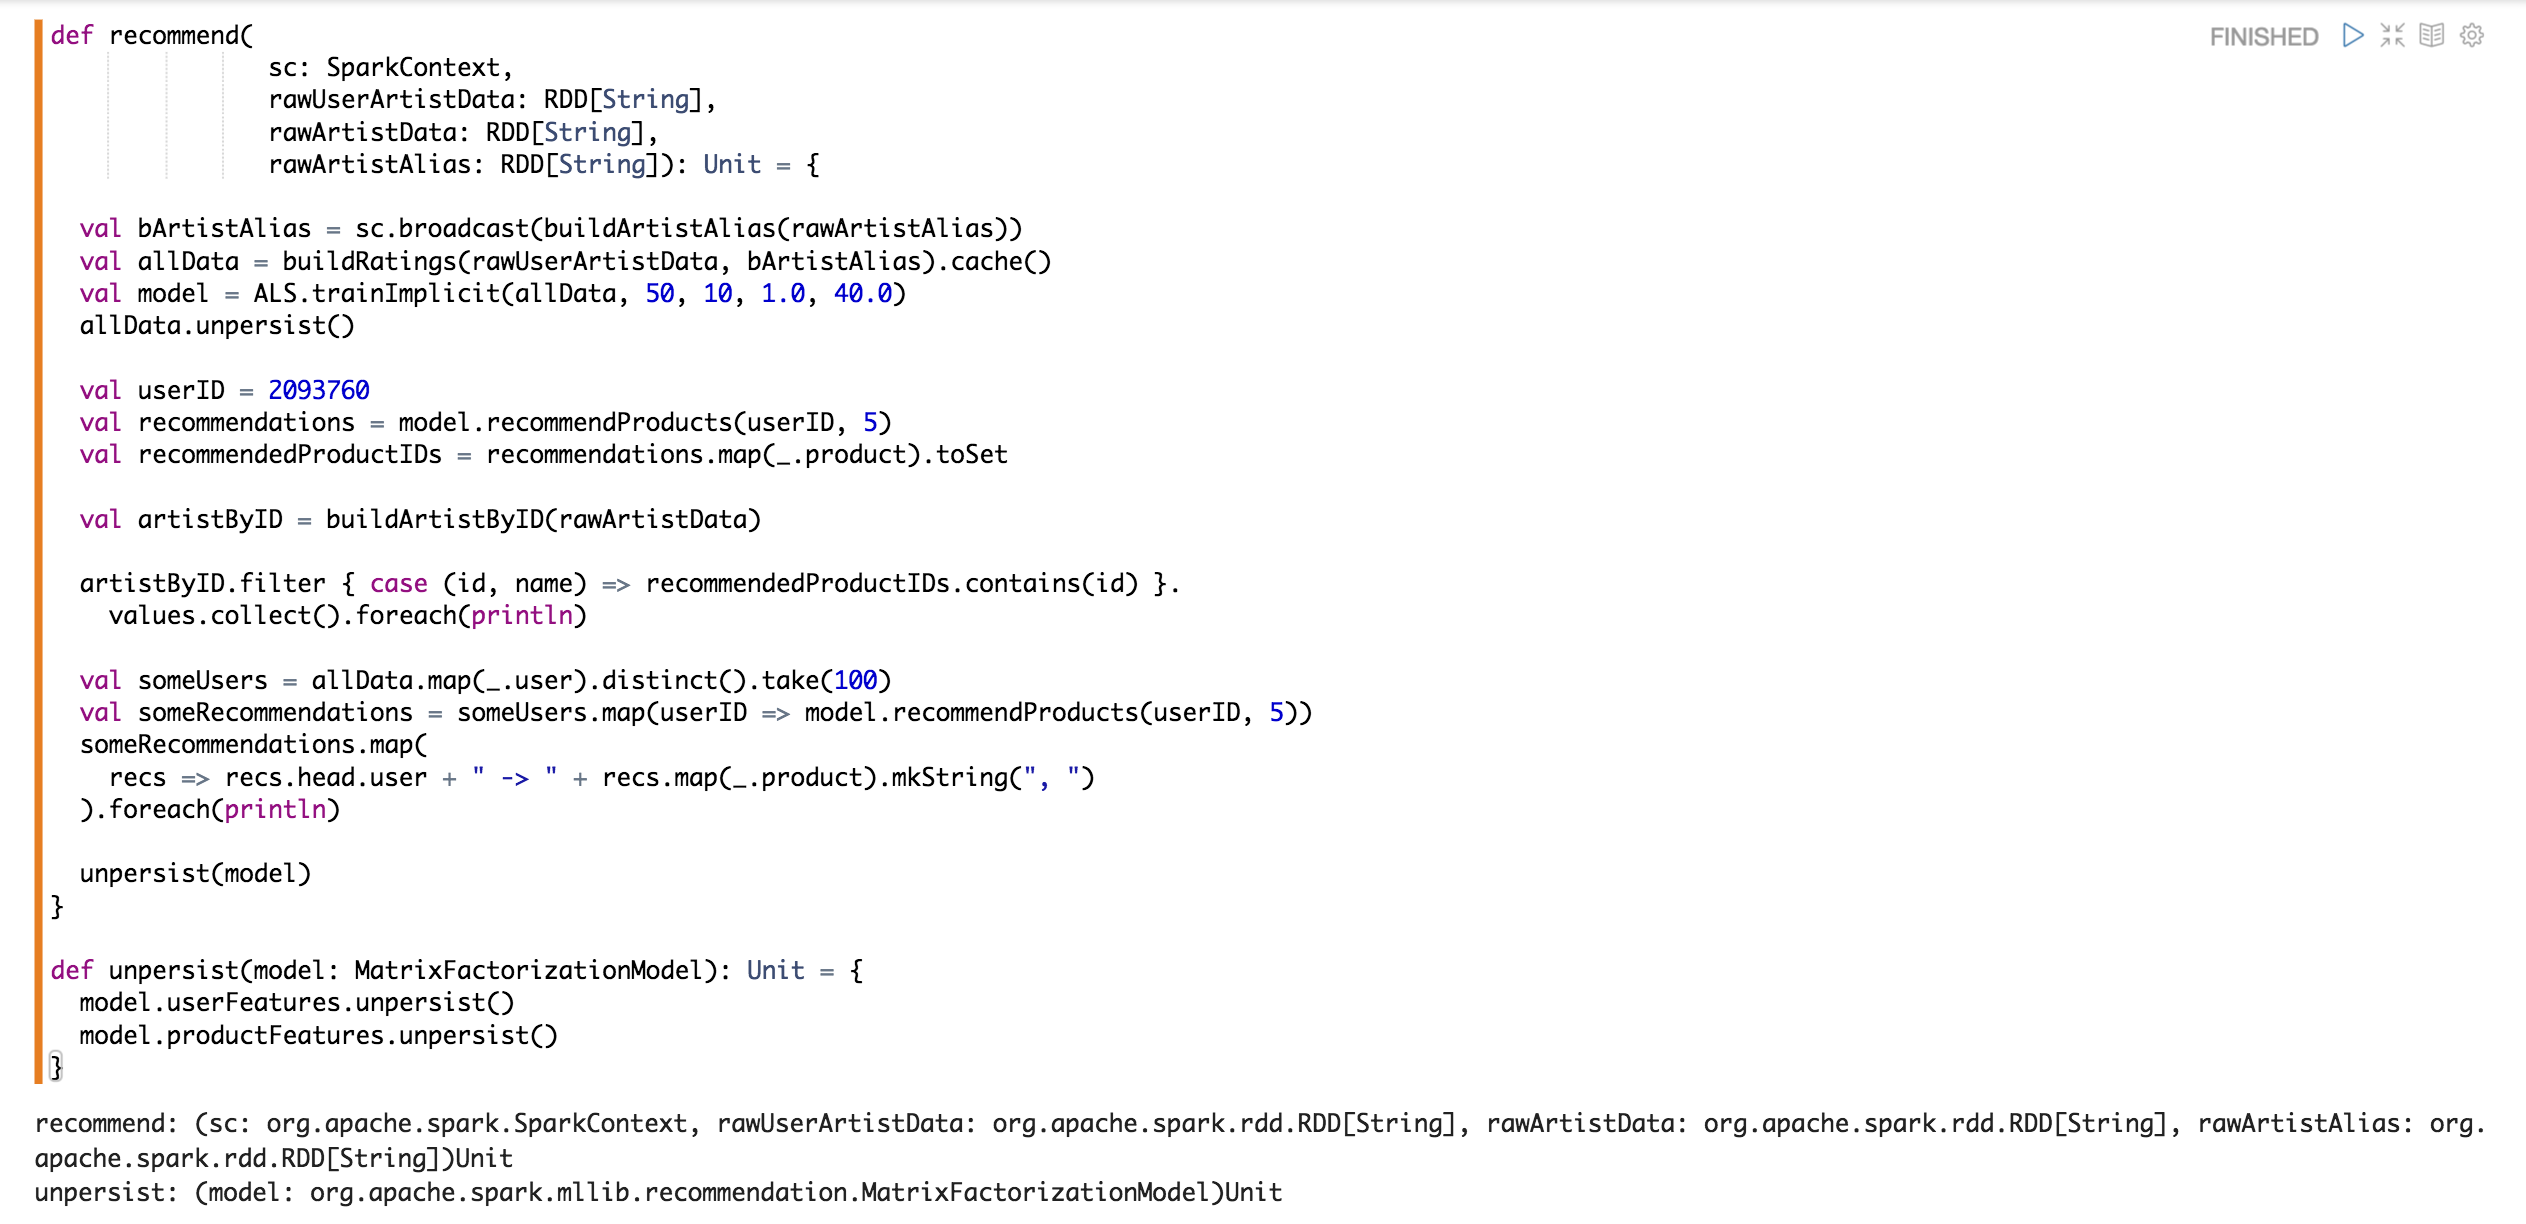 def recommend(
FINISHED
sc: SparkContext,
rawUserArtistData: RDD[String],
rawArtistData: RDD[String],
rawArtistAlias: RDD[String]): Unit = {
val bArtistAlias = sc.broadcast(buildArtistAlias(rawArtistAlias))
val allData = buildRatings(rawUserArtistData, bArtistAlias).cache()
val model = ALS.trainImplicit(allData, 50, 10, 1.0, 40.0)
allData.unpersist()
val userID = 2093760
val recommendations = model.recommendProducts(userID, 5)
val recommendedProductIDs = recommendations.map(_.product).toSet
val artistByID = buildArtistByID(rawArtistData)
artistByID.filter { case (id, name) => recommendedProductIDs.contains(id) }.
values.collect().foreach(println)
val someUsers = allData.map(_.user).distinct().take(100)
val someRecommendations = someUsers.map(userID => model.recommendProducts(userID, 5))
someRecommendations.map(
recs => recs.head.user + " -> " + recs.map(_.product).mkString(", ")
).foreach(println)
unpersist(model)
}
def unpersist(model: MatrixFactorizationModel): Unit = {
model.userFeatures.unpersist()
model.productFeatures.unpersist()
}
recommend: (sc: org.apache.spark.SparkContext, rawUserArtistData: org.apache.spark.rdd.RDD[String], rawArtistData: org.apache.spark.rdd.RDD[String], rawArtistAlias: org.
apache.spark.rdd.RDD[String])Unit
unpersist: (model: org.apache.spark.mllib.recommendation.MatrixFactorizationModel)Unit